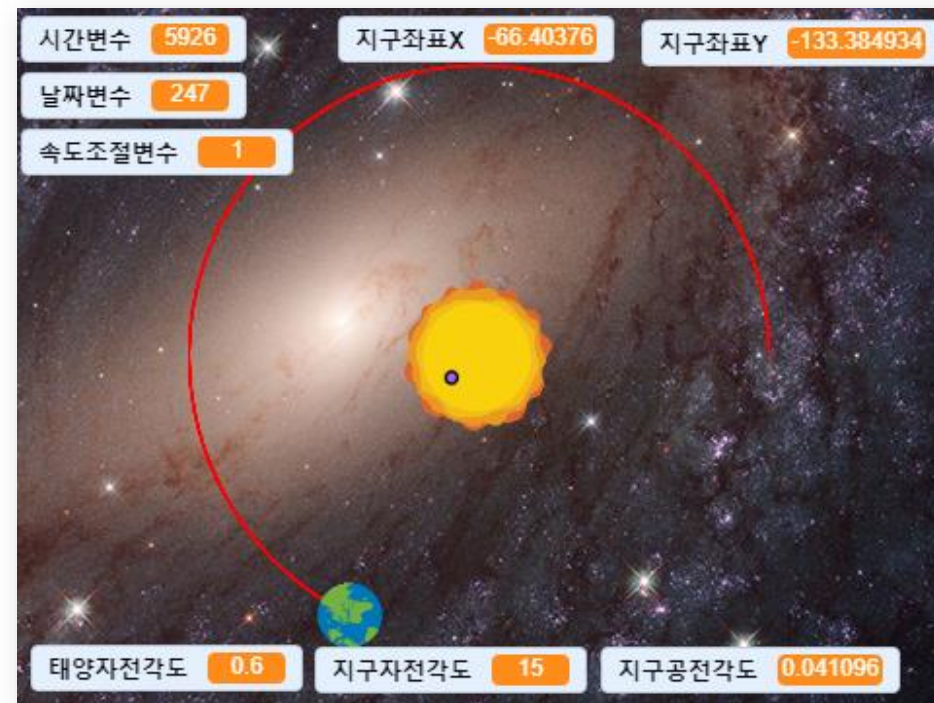 시간변수 5926
지구좌표X -66.40376
지구좌표Y -133.384934
날짜변수 247
속도조절변수 1
태양자전각도 0.6
지구자전각도 15
지구공전각도 0.041096